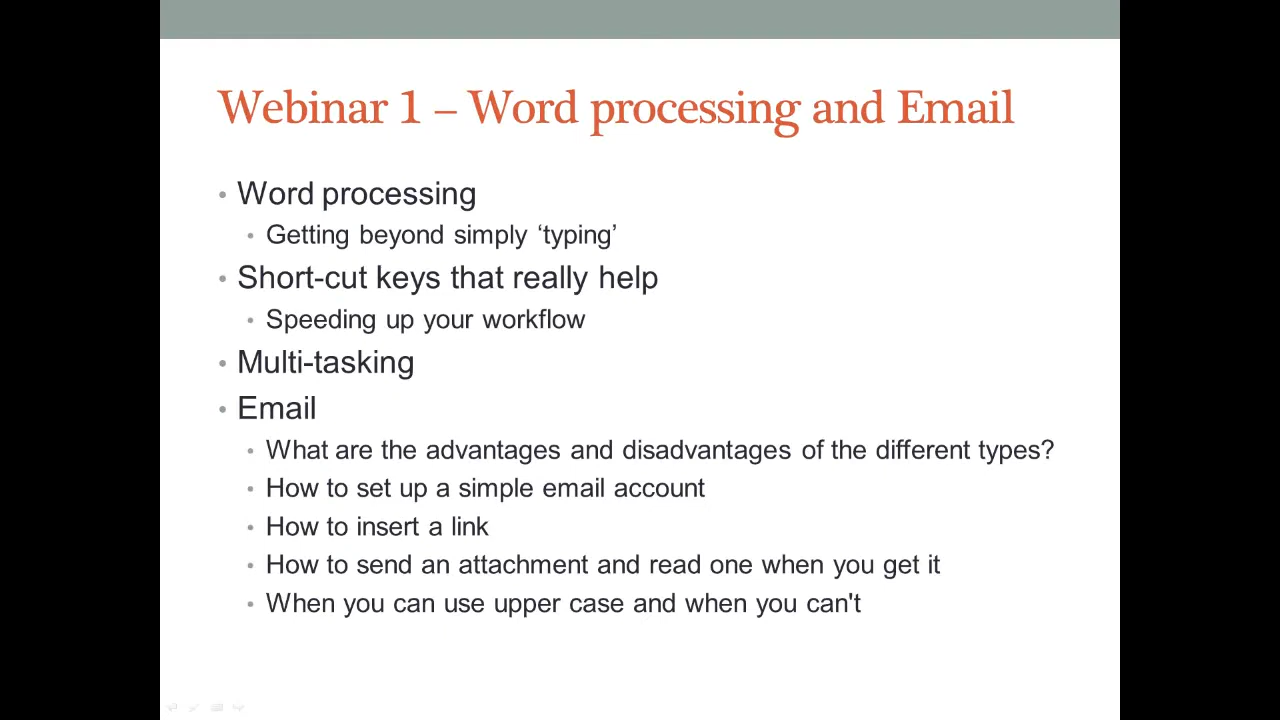 Webinar 1 – Word processing and Email
• Word processing
• Getting beyond simply ‘typing’
• Short-cut keys that really help
• Speeding up your workflow
• Multi-tasking
• Email
• What are the advantages and disadvantages of the different types?
• How to set up a simple email account
• How to insert a link
• How to send an attachment and read one when you get it
• When you can use upper case and when you can't